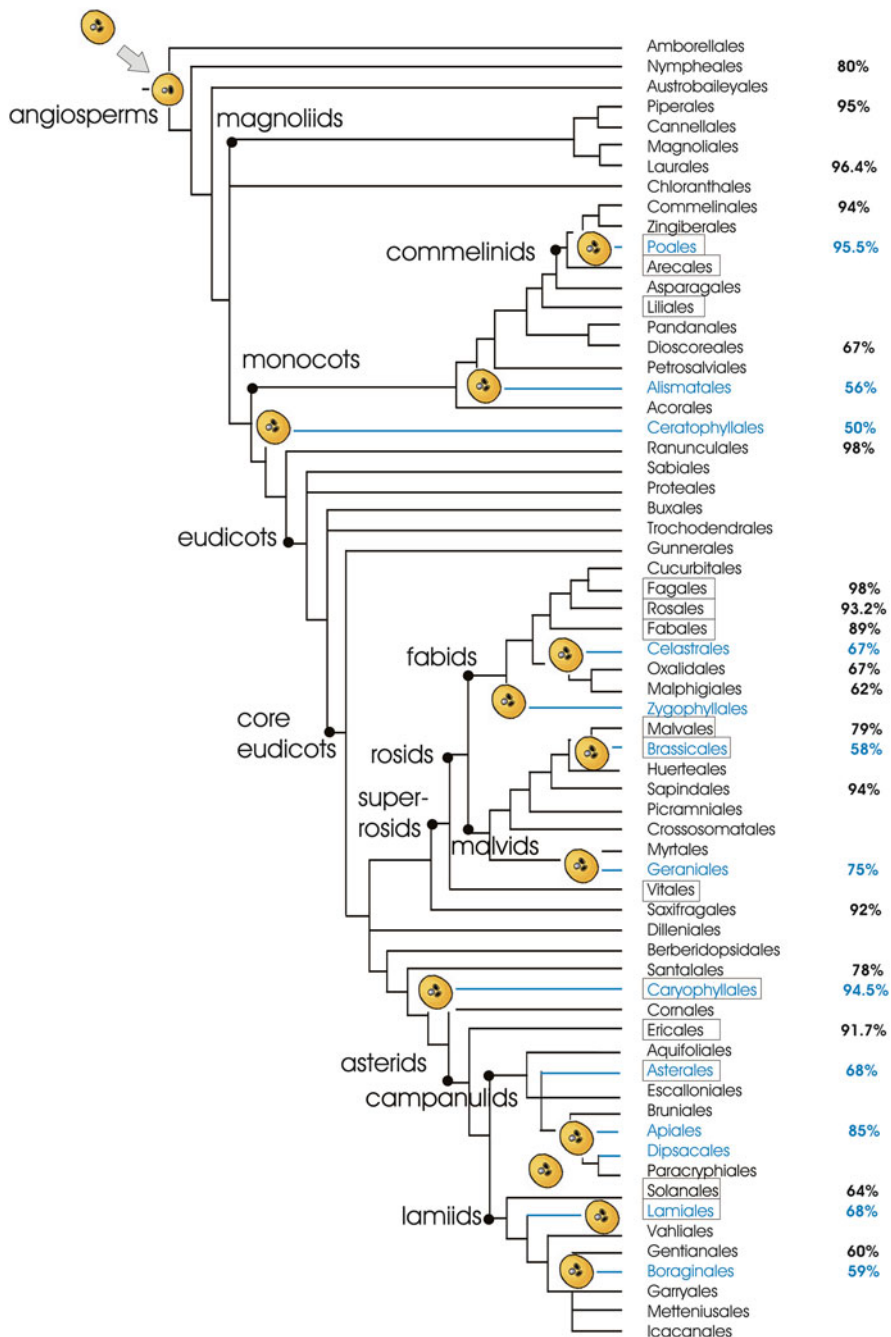 Amborellales
Nympheales 80%
Austrobaileyales
angiosperms
magnoliids
Piperales 95%
Cannellales
Magnoliales
Laurales 96.4%
Chloranthales
Commelinales 94%
Zingiberales
commelinids
Poales 95.5%
Arecales
Asparagales
Liliales
Pandanales
Dioscoreales 67%
monocots
Petrosalviales
Alismatales 56%
Acorales
Ceratophyllales 50%
Ranunculales 98%
Sabiales
Proteales
Buxales
Trochodendrales
eudicots
Gunnerales
Cucurbitales
Fagales 98%
Rosales 93.2%
Fabales 89%
Celastrales 67%
fabids
Oxalidales 67%
Malphigiales 62%
Zygophyllales
core
eudicots
Malvales 79%
Brassicales 58%
rosids
Huerteales
Sapindales 94%
super-
rosids
Picramniales
Crossosomatales
malvids
Myrtales
Geraniales 75%
Vitales
Saxifragales 92%
Dilleniales
Berberidopsidales
Santalales 78%
Caryophyllales 94.5%
Cornales
Ericales 91.7%
asterids
Aquifoliales
Asterales 68%
campanulids
Escalloniales
Bruniales
Apiales 85%
Dipsacales
Paracryphiales
Solanales 64%
Lamiales 68%
lamiids
Vahliales
Gentianales 60%
Boraginales 59%
Garryales
Metteniusales
Icacanales